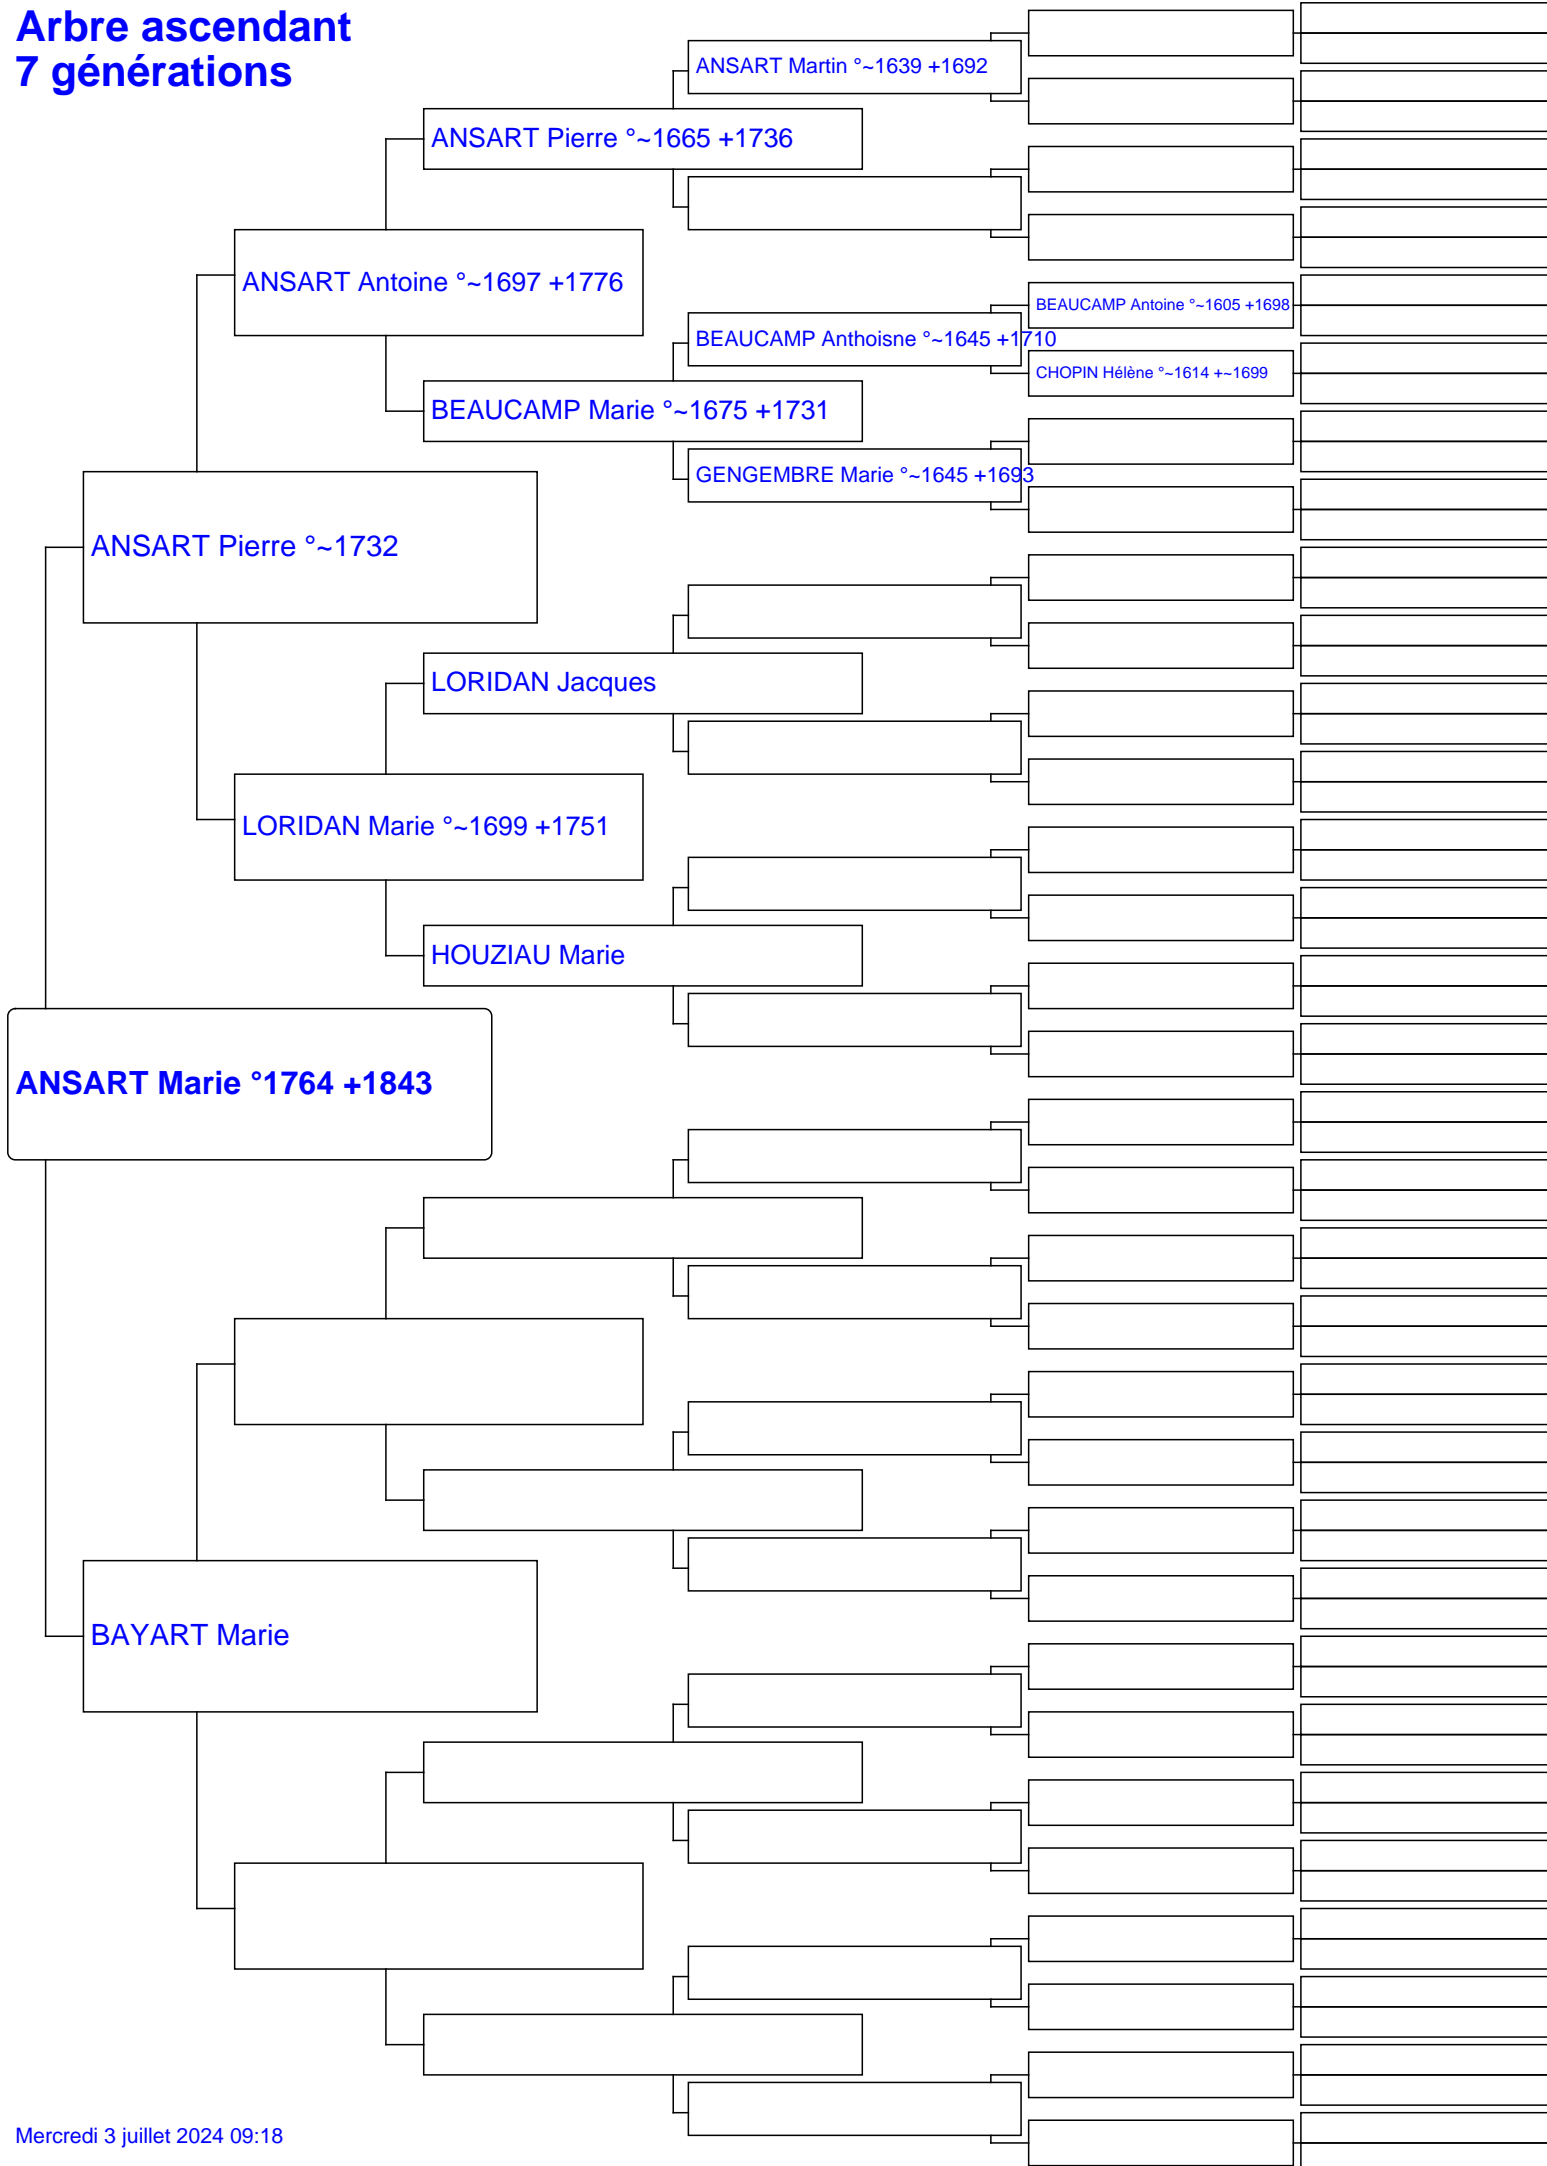 Arbre ascendant
7 générations
ANSART Martin °~1639 +1692
ANSART Pierre °~1665 +1736
ANSART Antoine °~1697 +1776
BEAUCAMP Antoine °~1605 +1698
BEAUCAMP Anthoisne °~1645 +1710
CHOPIN Hélène °~1614 +~1699
BEAUCAMP Marie °~1675 +1731
GENGEMBRE Marie °~1645 +1693
ANSART Pierre °~1732
LORIDAN Jacques
LORIDAN Marie °~1699 +1751
HOUZIAU Marie
ANSART Marie °1764 +1843
BAYART Marie
Mercredi 3 juillet 2024 09:18